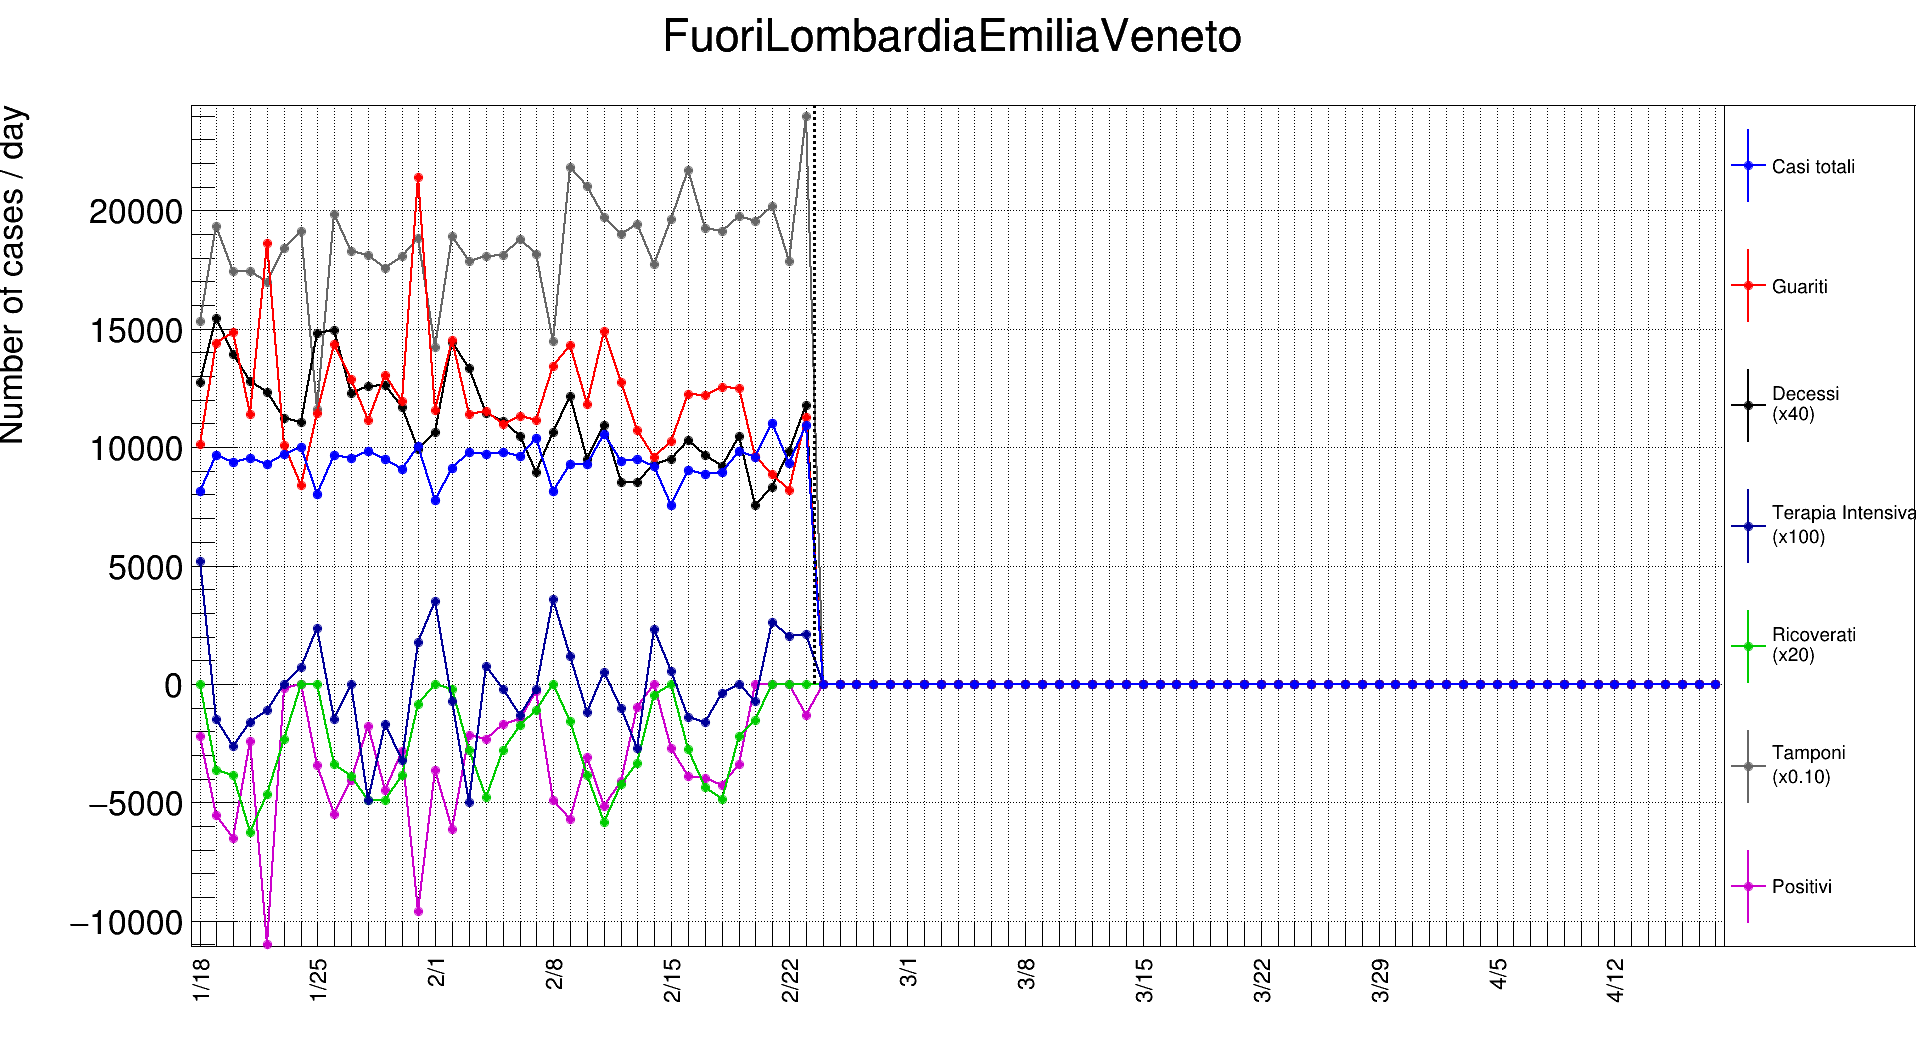 FuoriLombardiaEmiliaVeneto
Number of cases / day
20000
15000
10000
5000
0
−5000
−10000
1/18
1/25
2/1
2/8
2/15
2/22
3/1
3/8
3/15
3/22
3/29
4/5
4/12
Casi totali
Guariti
Decessi
(x40)
Terapia Intensiva
(x100)
Ricoverati
(x20)
Tamponi
(x0.10)
Positivi